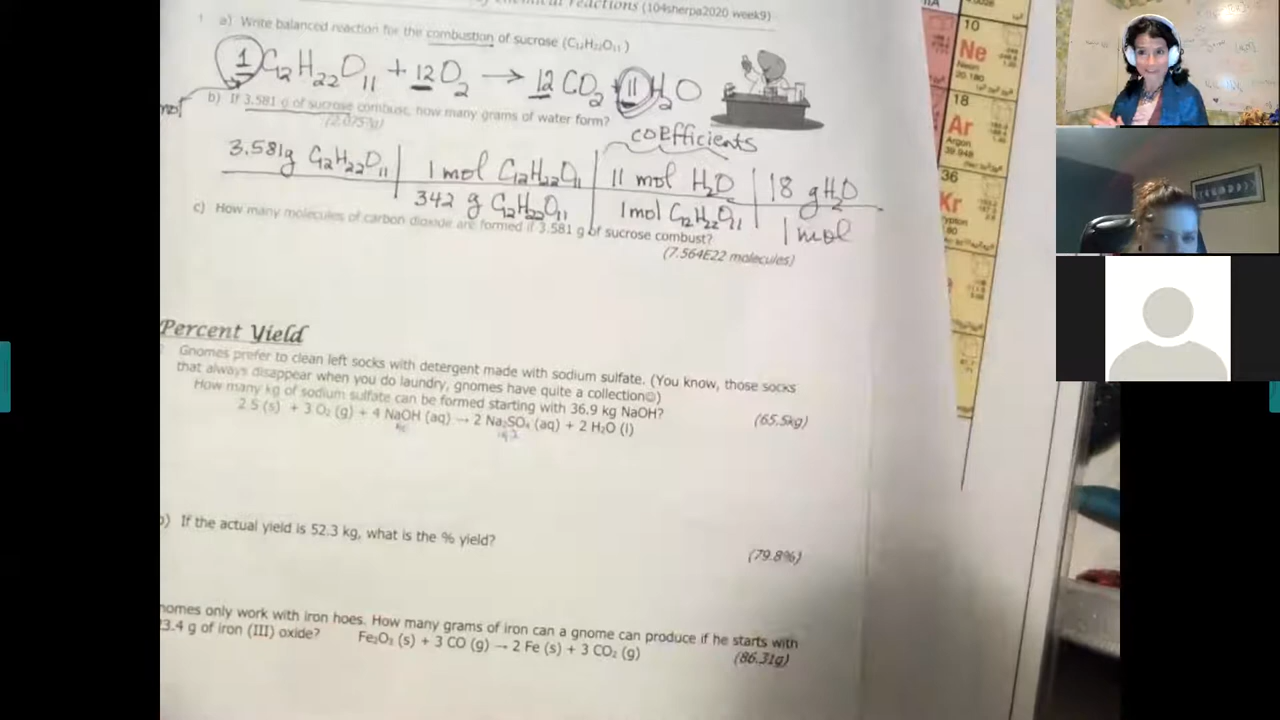 chemical reactions (104sherpa2020 week9)
1 a) Write balanced reaction for the combustion of sucrose (C₁₂H₂₂O₁₁)
1 C₁₂H₂₂O₁₁ + 12 O₂ → 12 CO₂ + 11 H₂O
b) If 3.581 g of sucrose combust, how many grams of water form?
(2.075g)
coefficients
3.581g C₁₂H₂₂O₁₁ | 1 mol C₁₂H₂₂O₁₁ | 11 mol H₂O | 18 g H₂O
342 g C₁₂H₂₂O₁₁ | 1 mol C₁₂H₂₂O₁₁ | 1 mol
c) How many molecules of carbon dioxide are formed if 3.581 g of sucrose combust?
(7.564E22 molecules)
Percent Yield
Gnomes prefer to clean left socks with detergent made with sodium sulfate. (You know, those socks
that always disappear when you do laundry, gnomes have quite a collection☺)
How many kg of sodium sulfate can be formed starting with 36.9 kg NaOH?
2 S (s) + 3 O₂ (g) + 4 NaOH (aq) → 2 Na₂SO₄ (aq) + 2 H₂O (l)
(65.5kg)
b) If the actual yield is 52.3 kg, what is the % yield?
(79.8%)
nomes only work with iron hoes. How many grams of iron can a gnome can produce if he starts with
3.4 g of iron (III) oxide? Fe₂O₃ (s) + 3 CO (g) → 2 Fe (s) + 3 CO₂ (g)
(86.31g)
10
Ne
Neon
20.180
18
Ar
Argon
39.948
36
Kr